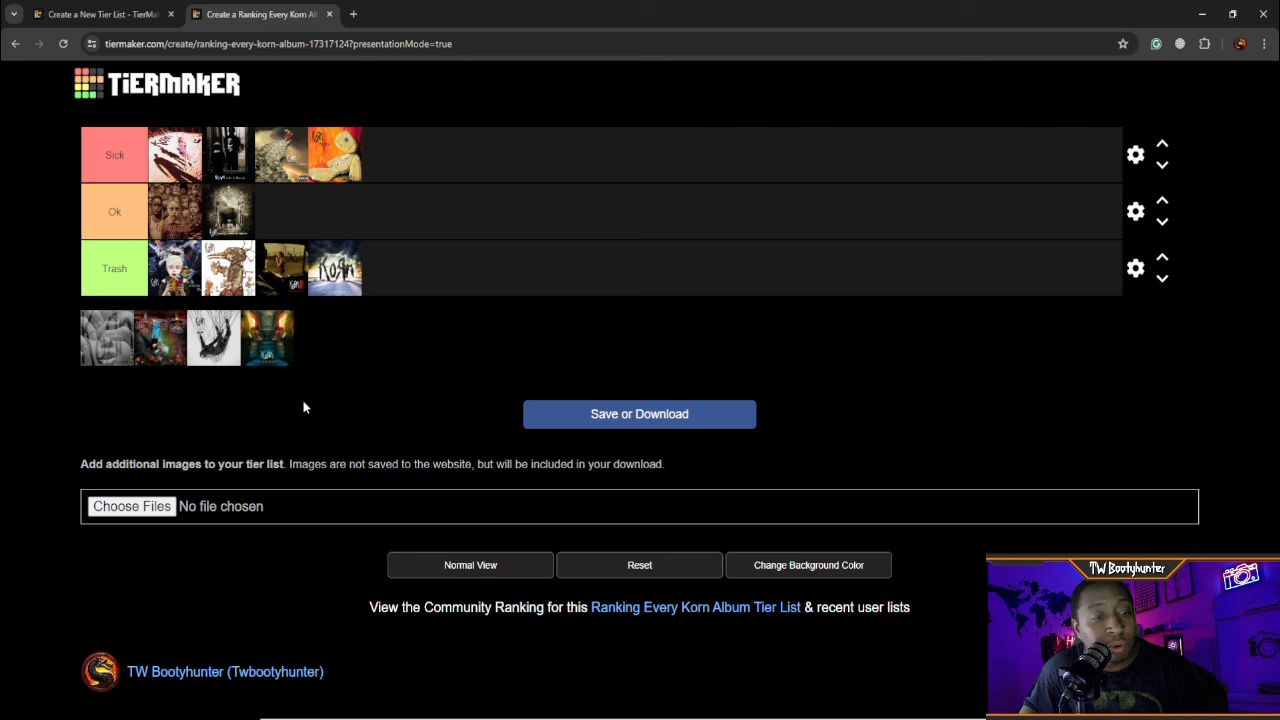 Create a New Tier List - TierMa
Create a Ranking Every Korn Al
tiermaker.com/create/ranking-every-korn-album-17317124?presentationMode=true
TiERMAKER
Sick
Ok
Trash
KoRn
Save or Download
Add additional images to your tier list. Images are not saved to the website, but will be included in your download.
Choose Files No file chosen
Normal View Reset Change Background Color
View the Community Ranking for this Ranking Every Korn Album Tier List & recent user lists
TW Bootyhunter (Twbootyhunter)
TW Bootyhunter